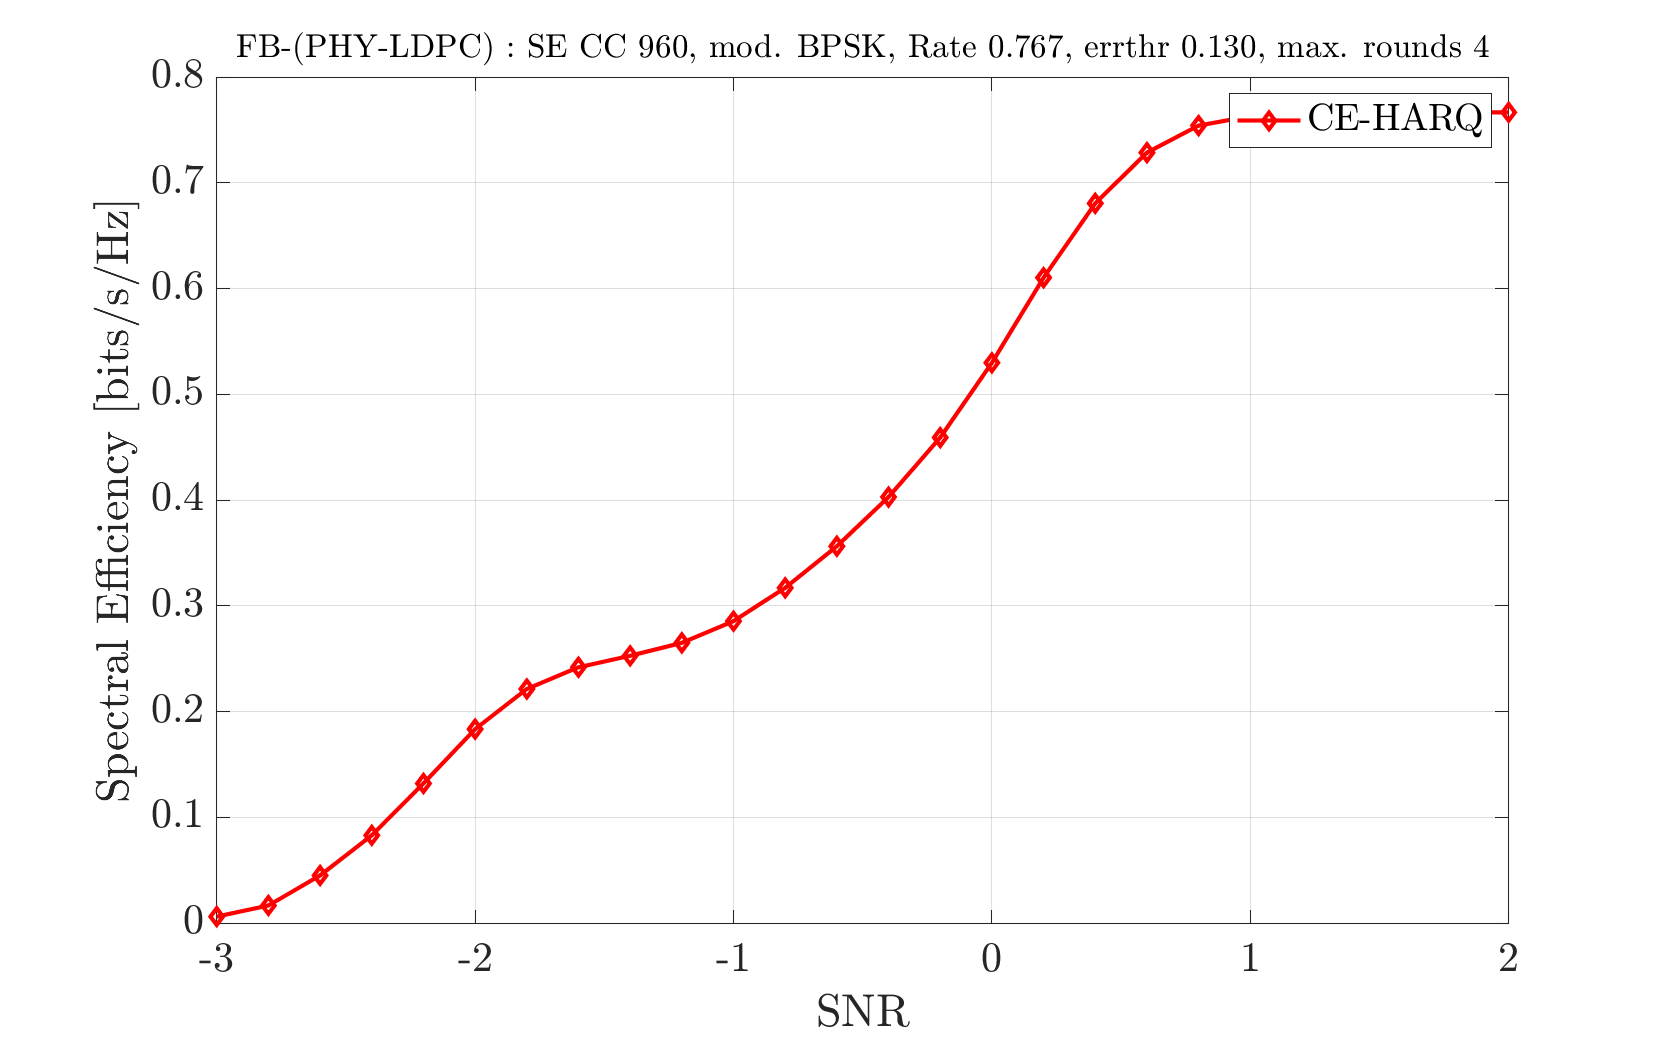 FB-(PHY-LDPC) : SE CC 960, mod. BPSK, Rate 0.767, errthr 0.130, max. rounds 4
CE-HARQ
Spectral Efficiency [bits/s/Hz]
0.8
0.7
0.6
0.5
0.4
0.3
0.2
0.1
0
-3 -2 -1 0 1 2
SNR